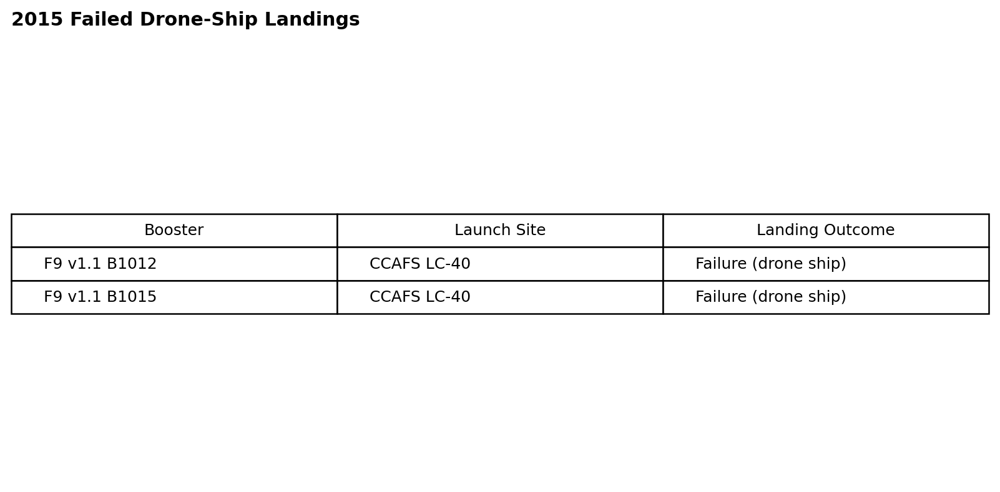 2015 Failed Drone-Ship Landings
Booster Launch Site Landing Outcome
F9 v1.1 B1012 CCAFS LC-40 Failure (drone ship)
F9 v1.1 B1015 CCAFS LC-40 Failure (drone ship)